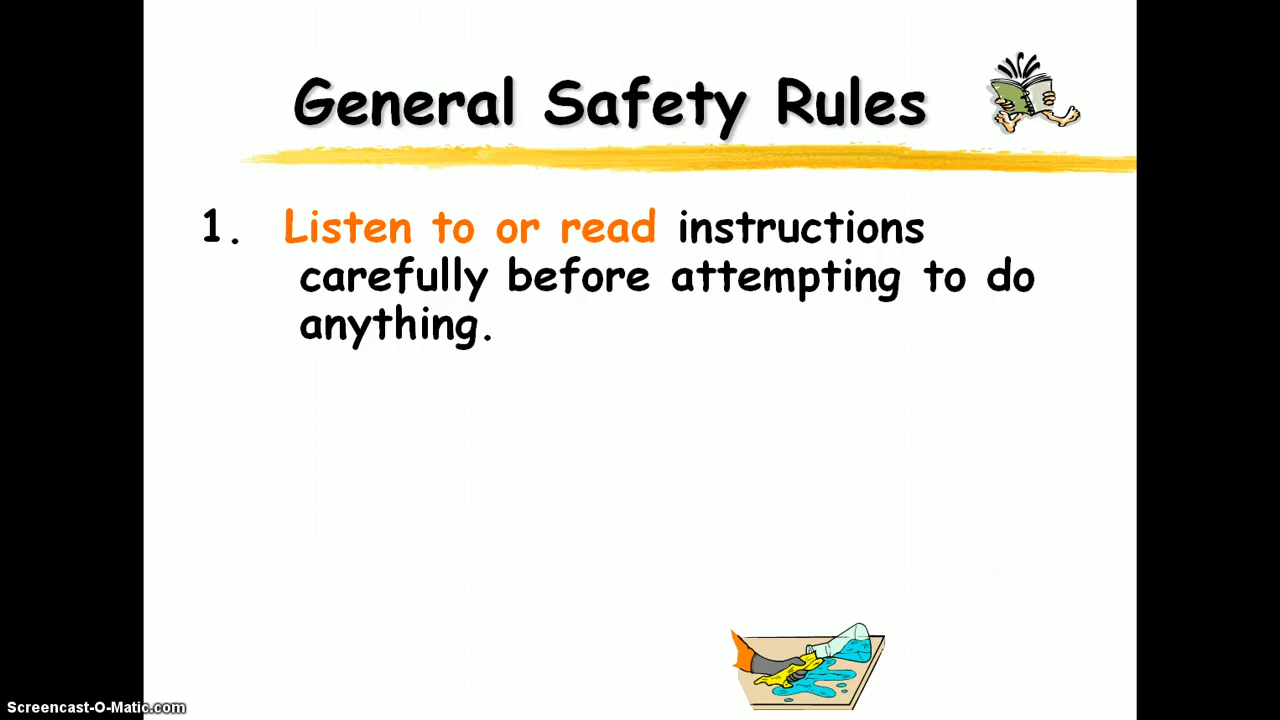 General Safety Rules
1. Listen to or read instructions
carefully before attempting to do
anything.
Screencast-O-Matic.com